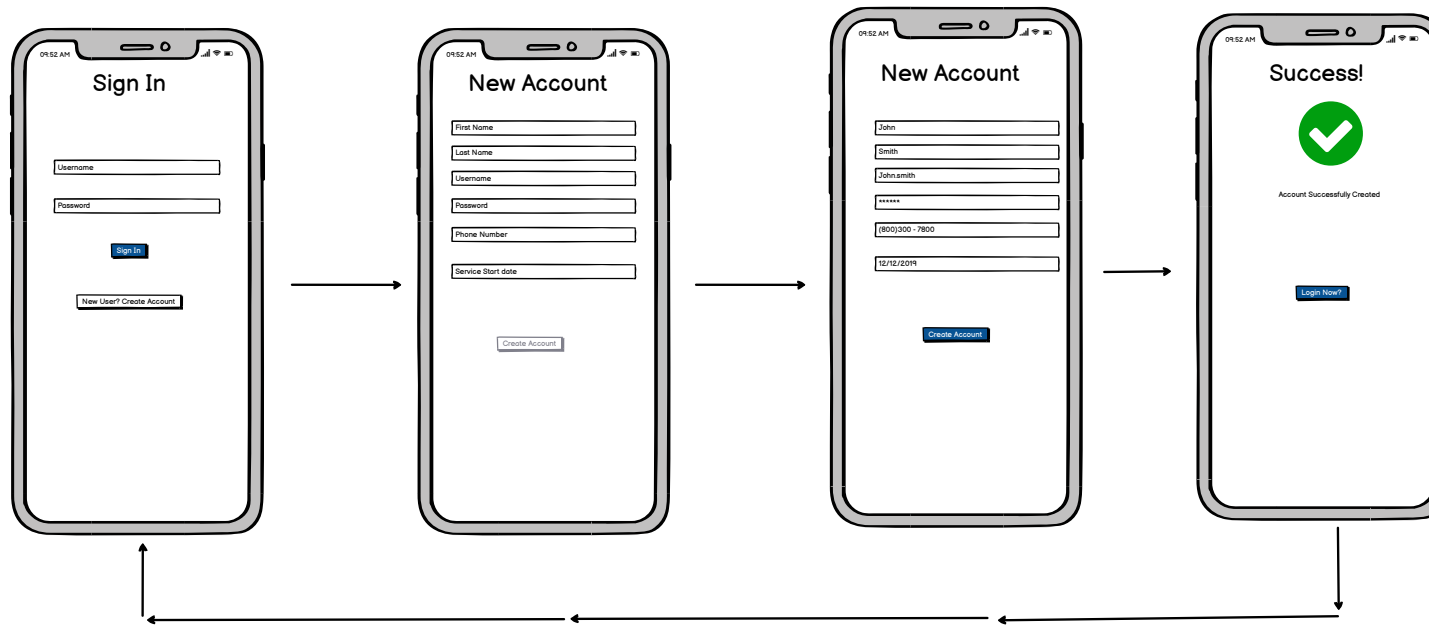 09:52 AM
Sign In
Username
Password
Sign In
New User? Create Account
09:52 AM
New Account
First Name
Last Name
Username
Password
Phone Number
Service Start date
Create Account
09:52 AM
New Account
John
Smith
John.smith
******
(800)300 - 7800
12/12/2019
Create Account
09:52 AM
Success!
Account Successfully Created
Login Now?